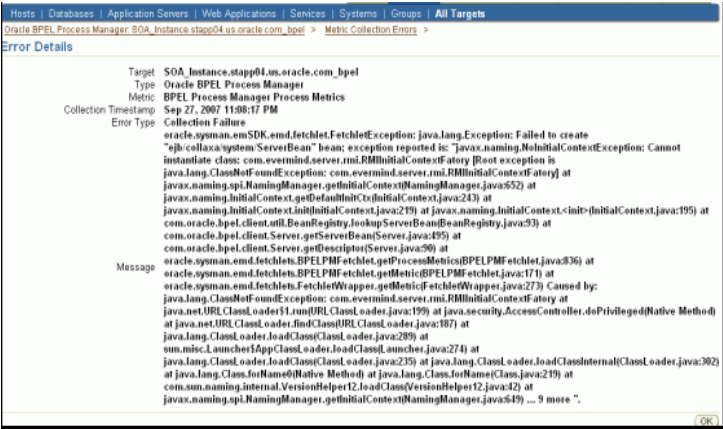 Hosts | Databases | Application Servers | Web Applications | Services | Systems | Groups | All Targets
Oracle BPEL Process Manager: SOA_Instance.stapp04.us.oracle.com_bpel > Metric Collection Errors >
Error Details
Target SOA_Instance.stapp04.us.oracle.com_bpel
Type Oracle BPEL Process Manager
Metric BPEL Process Manager Process Metrics
Collection Timestamp Sep 27, 2007 11:08:17 PM
Error Type Collection Failure
oracle.sysman.emSDK.emd.fetchlet.FetchletException: java.lang.Exception: Failed to create
"ejb/collaxa/system/ServerBean" bean; exception reported is: "javax.naming.NoInitialContextException: Cannot
instantiate class: com.evermind.server.rmi.RMIInitialContextFatory [Root exception is
java.lang.ClassNotFoundException: com.evermind.server.rmi.RMIInitialContextFatory] at
javax.naming.spi.NamingManager.getInitialContext(NamingManager.java:652) at
javax.naming.InitialContext.getDefaultInitCtx(InitialContext.java:243) at
javax.naming.InitialContext.init(InitialContext.java:219) at javax.naming.InitialContext.<init>(InitialContext.java:195) at
com.oracle.bpel.client.util.BeanRegistry.lookupServerBean(BeanRegistry.java:93) at
com.oracle.bpel.client.Server.getServerBean(Server.java:495) at
com.oracle.bpel.client.Server.getDescriptor(Server.java:90) at
Message oracle.sysman.emd.fetchlets.BPELPMFetchlet.getProcessMetrics(BPELPMFetchlet.java:836) at
oracle.sysman.emd.fetchlets.BPELPMFetchlet.getMetric(BPELPMFetchlet.java:171) at
oracle.sysman.emd.fetchlets.FetchletWrapper.getMetric(FetchletWrapper.java:273) Caused by:
java.lang.ClassNotFoundException: com.evermind.server.rmi.RMIInitialContextFatory at
java.net.URLClassLoader$1.run(URLClassLoader.java:199) at java.security.AccessController.doPrivileged(Native Method)
at java.net.URLClassLoader.findClass(URLClassLoader.java:187) at
java.lang.ClassLoader.loadClass(ClassLoader.java:289) at
sun.misc.Launcher$AppClassLoader.loadClass(Launcher.java:274) at
java.lang.ClassLoader.loadClass(ClassLoader.java:235) at java.lang.ClassLoader.loadClassInternal(ClassLoader.java:302)
at java.lang.Class.forName0(Native Method) at java.lang.Class.forName(Class.java:219) at
com.sun.naming.internal.VersionHelper12.loadClass(VersionHelper12.java:42) at
javax.naming.spi.NamingManager.getInitialContext(NamingManager.java:649) ... 9 more ".
OK